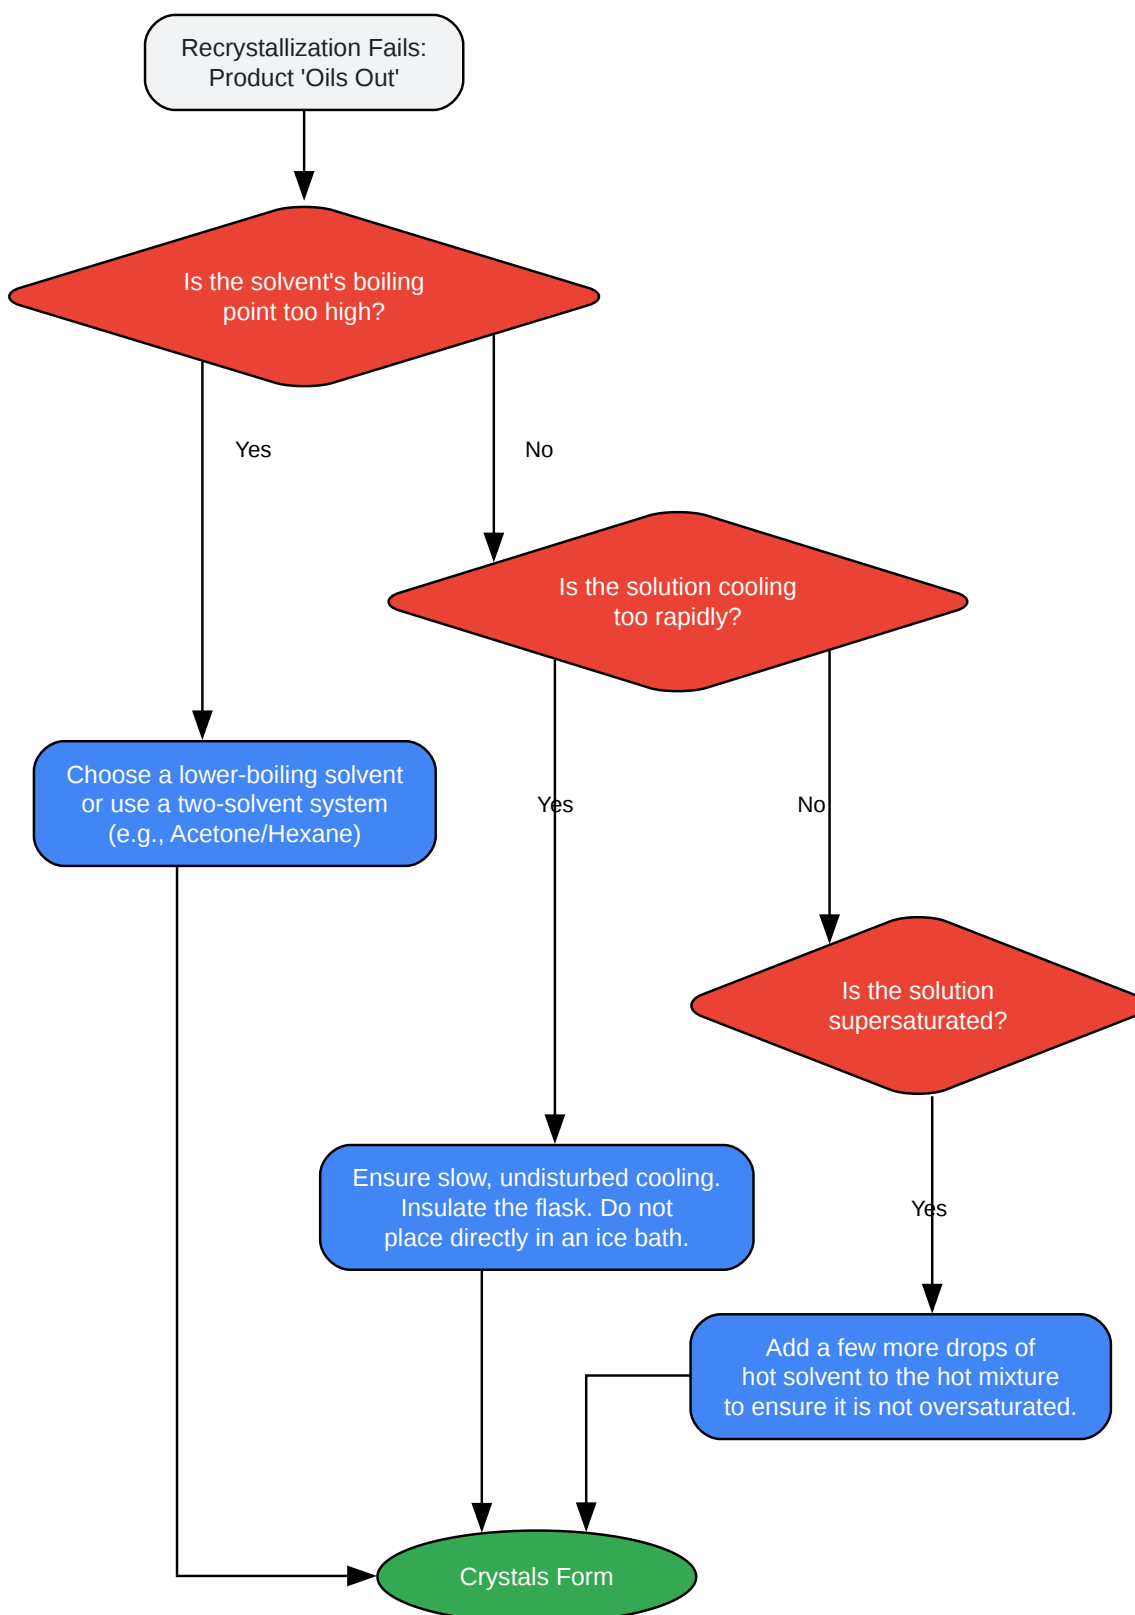 Recrystallization Fails:
Product 'Oils Out'
Is the solvent's boiling
point too high?
Yes
No
Is the solution cooling
too rapidly?
Choose a lower-boiling solvent
or use a two-solvent system
(e.g., Acetone/Hexane)
Yes
No
Is the solution
supersaturated?
Ensure slow, undisturbed cooling.
Insulate the flask. Do not
place directly in an ice bath.
Yes
Add a few more drops of
hot solvent to the hot mixture
to ensure it is not oversaturated.
Crystals Form